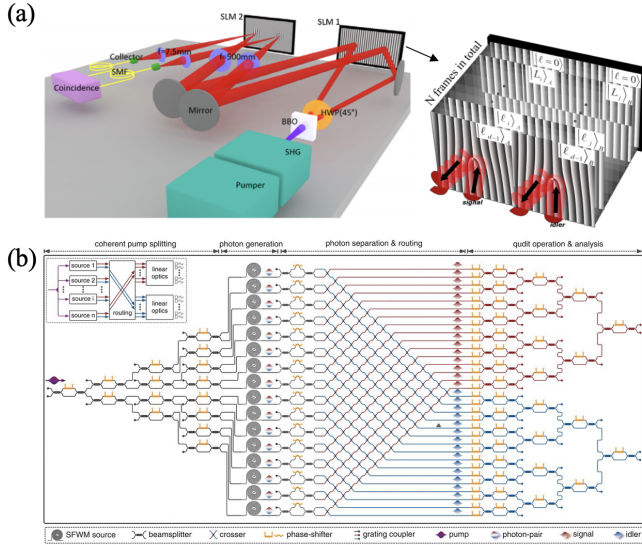 (a)
SLM 2
SLM 1
f=7.5mm
Collector
f=500mm
SMF
Coincidence
Mirror
HWP(45°)
BBO
SHG
Pumper
N frames in total
|ℓ = 0⟩
|ℓ = 0⟩
signal
idler
(b)
coherent pump splitting
photon generation
photon separation & routing
qudit operation & analysis
source 1
source 2
source i
source n
routing
linear optics
linear optics
SFWM source
beamsplitter
crosser
phase-shifter
grating coupler
pump
photon-pair
signal
idler